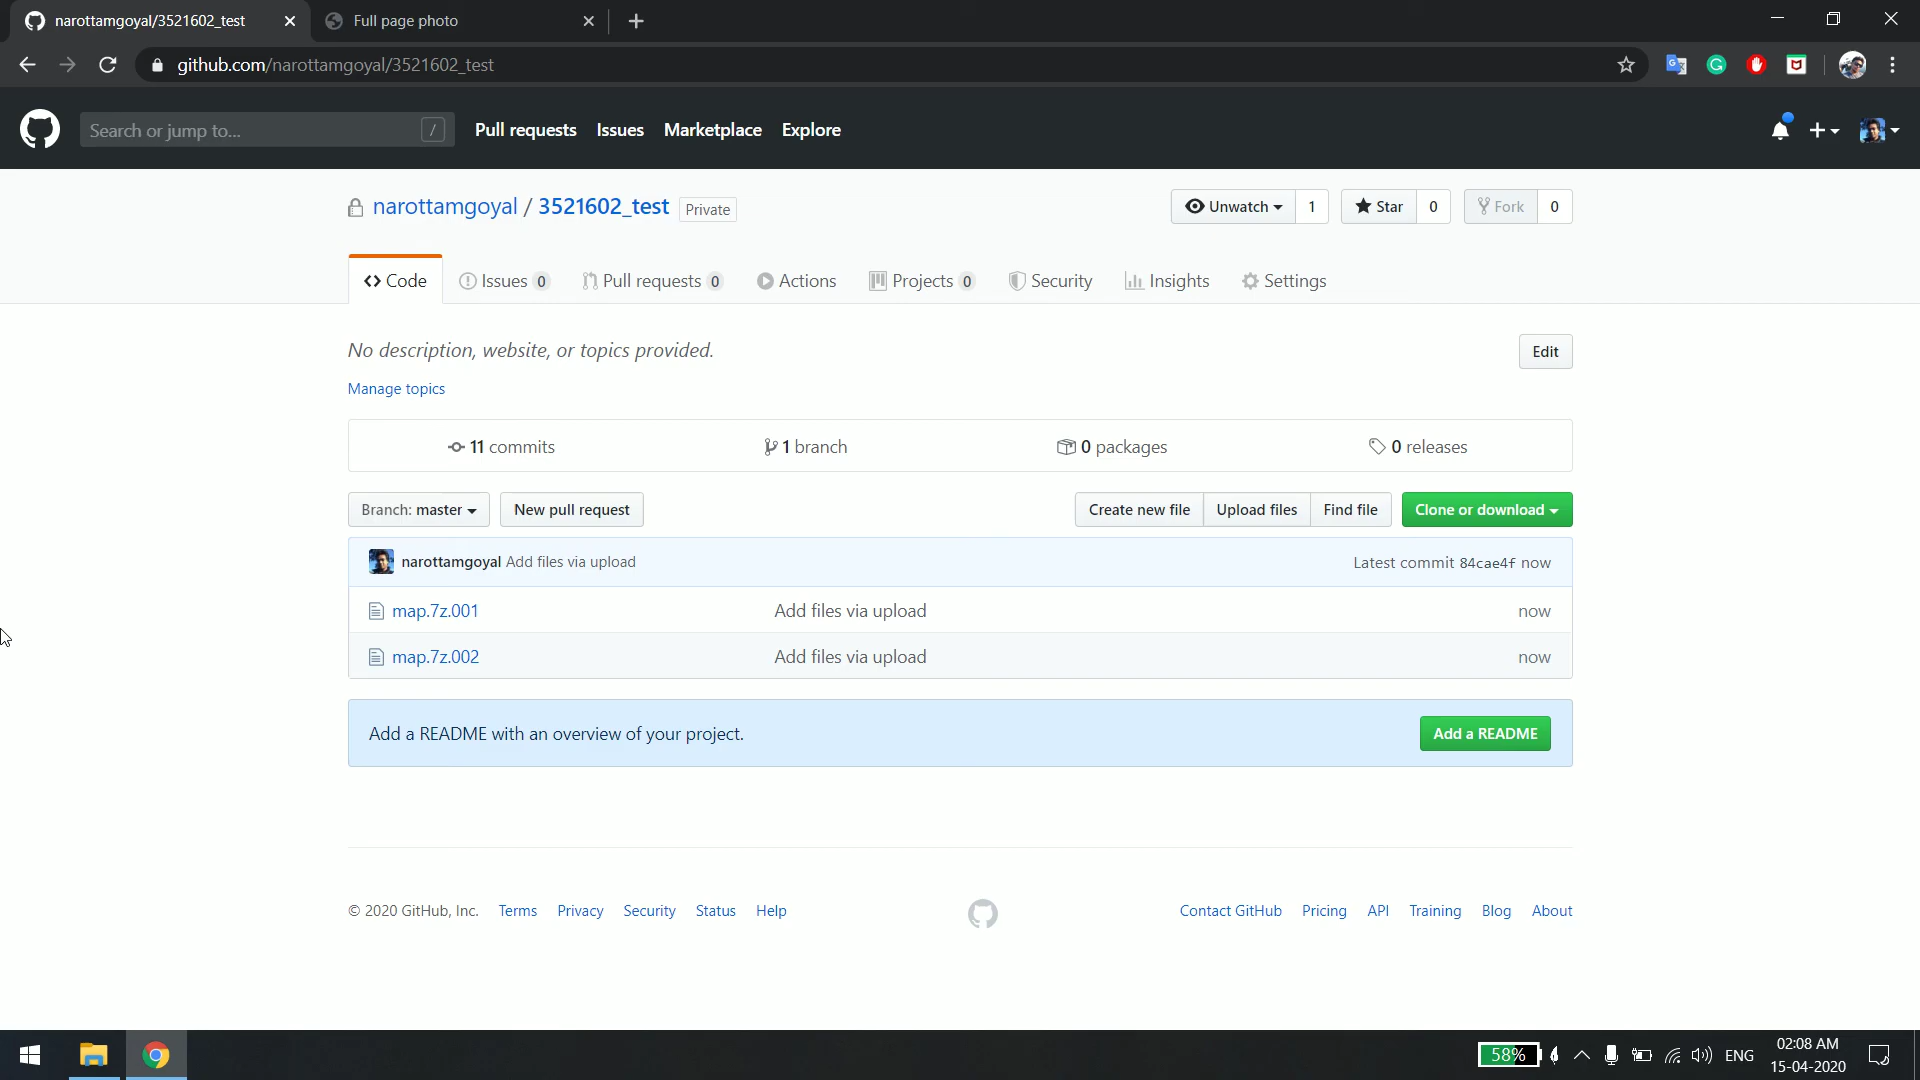 narottamgoyal/3521602_test
Full page photo
github.com/narottamgoyal/3521602_test
Search or jump to... /
Pull requests Issues Marketplace Explore
narottamgoyal / 3521602_test Private
Unwatch 1 Star 0 Fork 0
Code Issues 0 Pull requests 0 Actions Projects 0 Security Insights Settings
No description, website, or topics provided.
Edit
Manage topics
11 commits 1 branch 0 packages 0 releases
Branch: master New pull request Create new file Upload files Find file Clone or download
narottamgoyal Add files via upload Latest commit 84cae4f now
map.7z.001 Add files via upload now
map.7z.002 Add files via upload now
Add a README with an overview of your project. Add a README
© 2020 GitHub, Inc. Terms Privacy Security Status Help Contact GitHub Pricing API Training Blog About
58% ENG
02:08 AM
15-04-2020